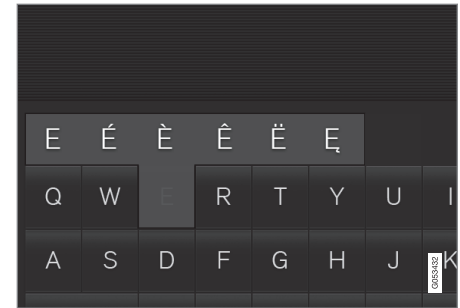 E É È Ê Ë Ę
Q W E R T Y U I
A S D F G H J K
G053432